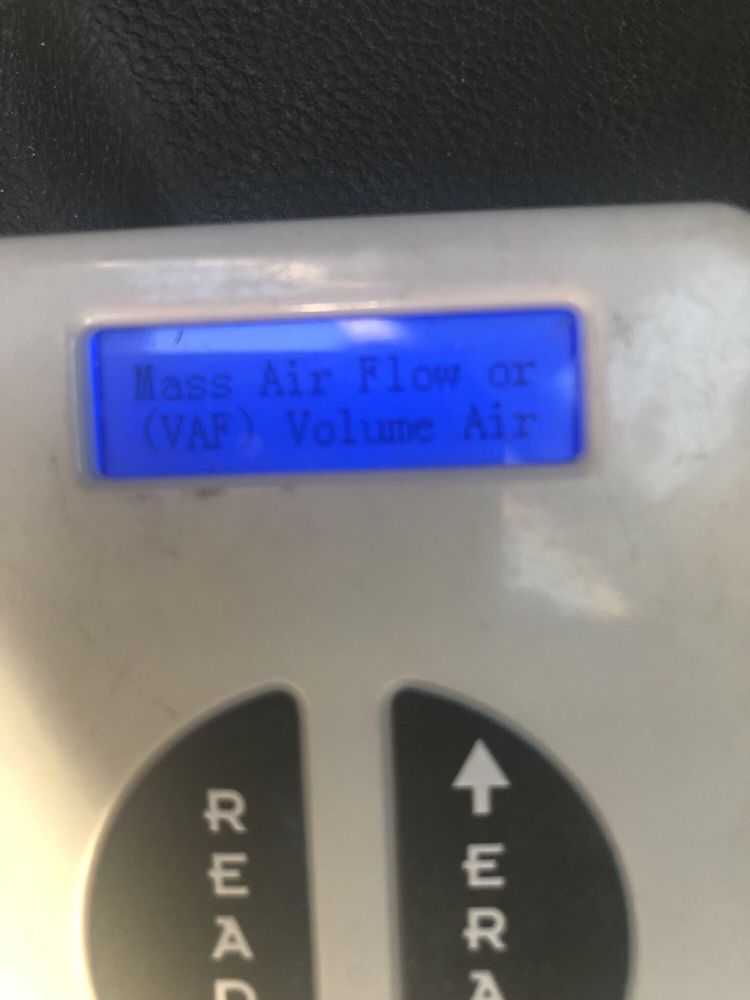 Mass Air Flow or
(VAF) Volume Air
READ
ERA